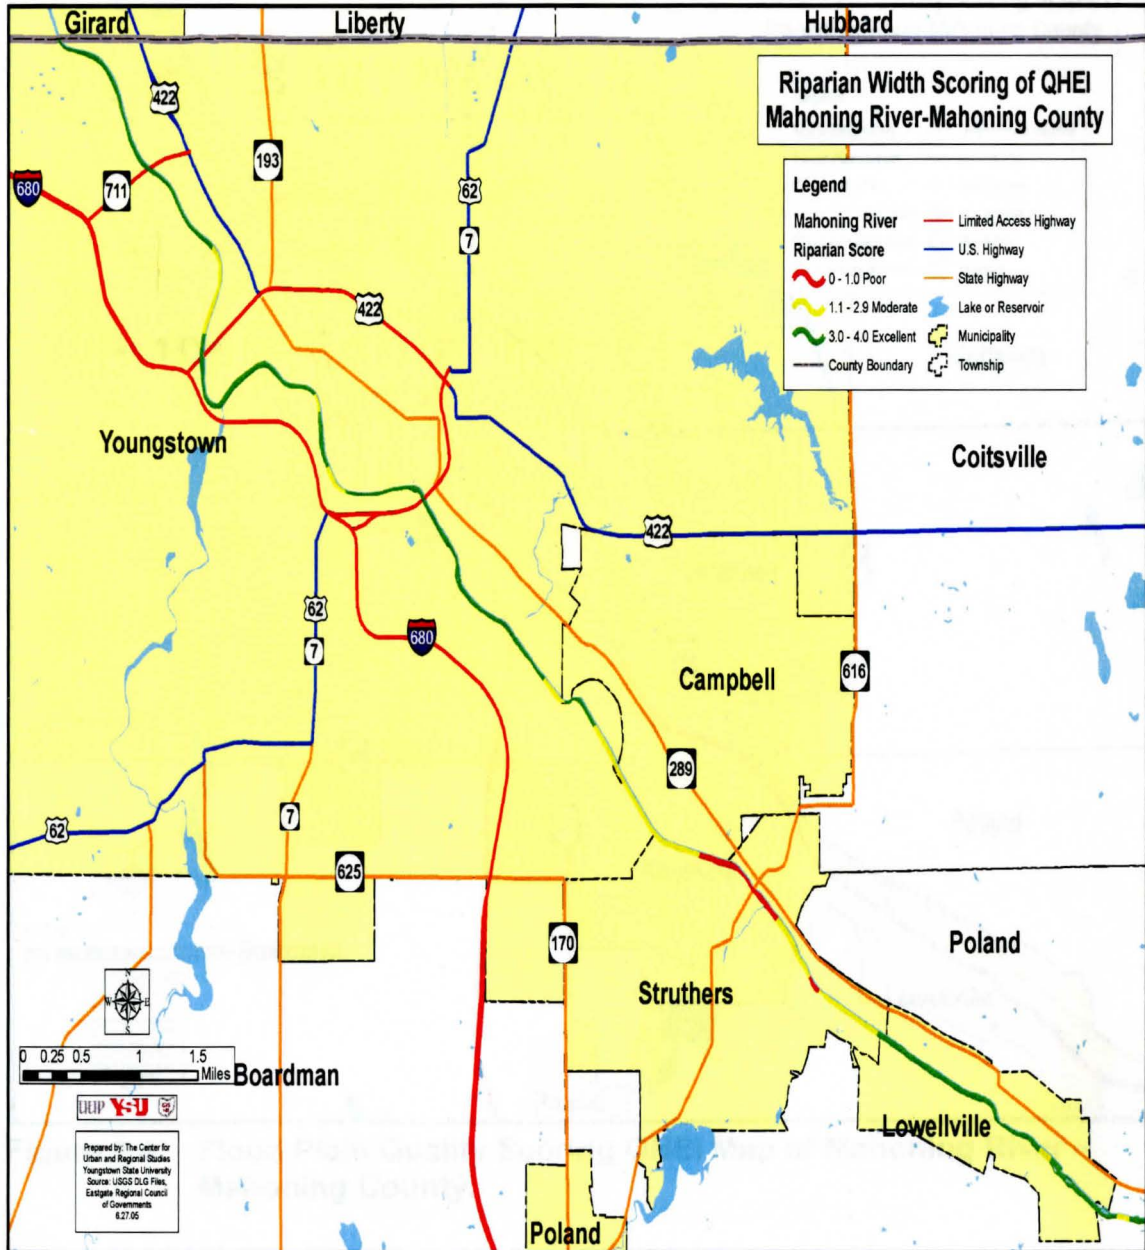 Girard
Liberty
Hubbard
Riparian Width Scoring of QHEI
Mahoning River-Mahoning County
Legend
Mahoning River
Riparian Score
0 - 1.0 Poor
1.1 - 2.9 Moderate
3.0 - 4.0 Excellent
County Boundary
Limited Access Highway
U.S. Highway
State Highway
Lake or Reservoir
Municipality
Township
422
193
680
711
62
7
422
Youngstown
Coitsville
422
62
7
680
Campbell
616
289
62
7
625
170
Poland
Struthers
N
W E
S
0 0.25 0.5 1 1.5
Miles
Boardman
YSU
Lowellville
Prepared by: The Center for
Urban and Regional Studies
Youngstown State University
Source: USGS DLG Files,
Eastgate Regional Council
of Governments
6.27.05
Poland